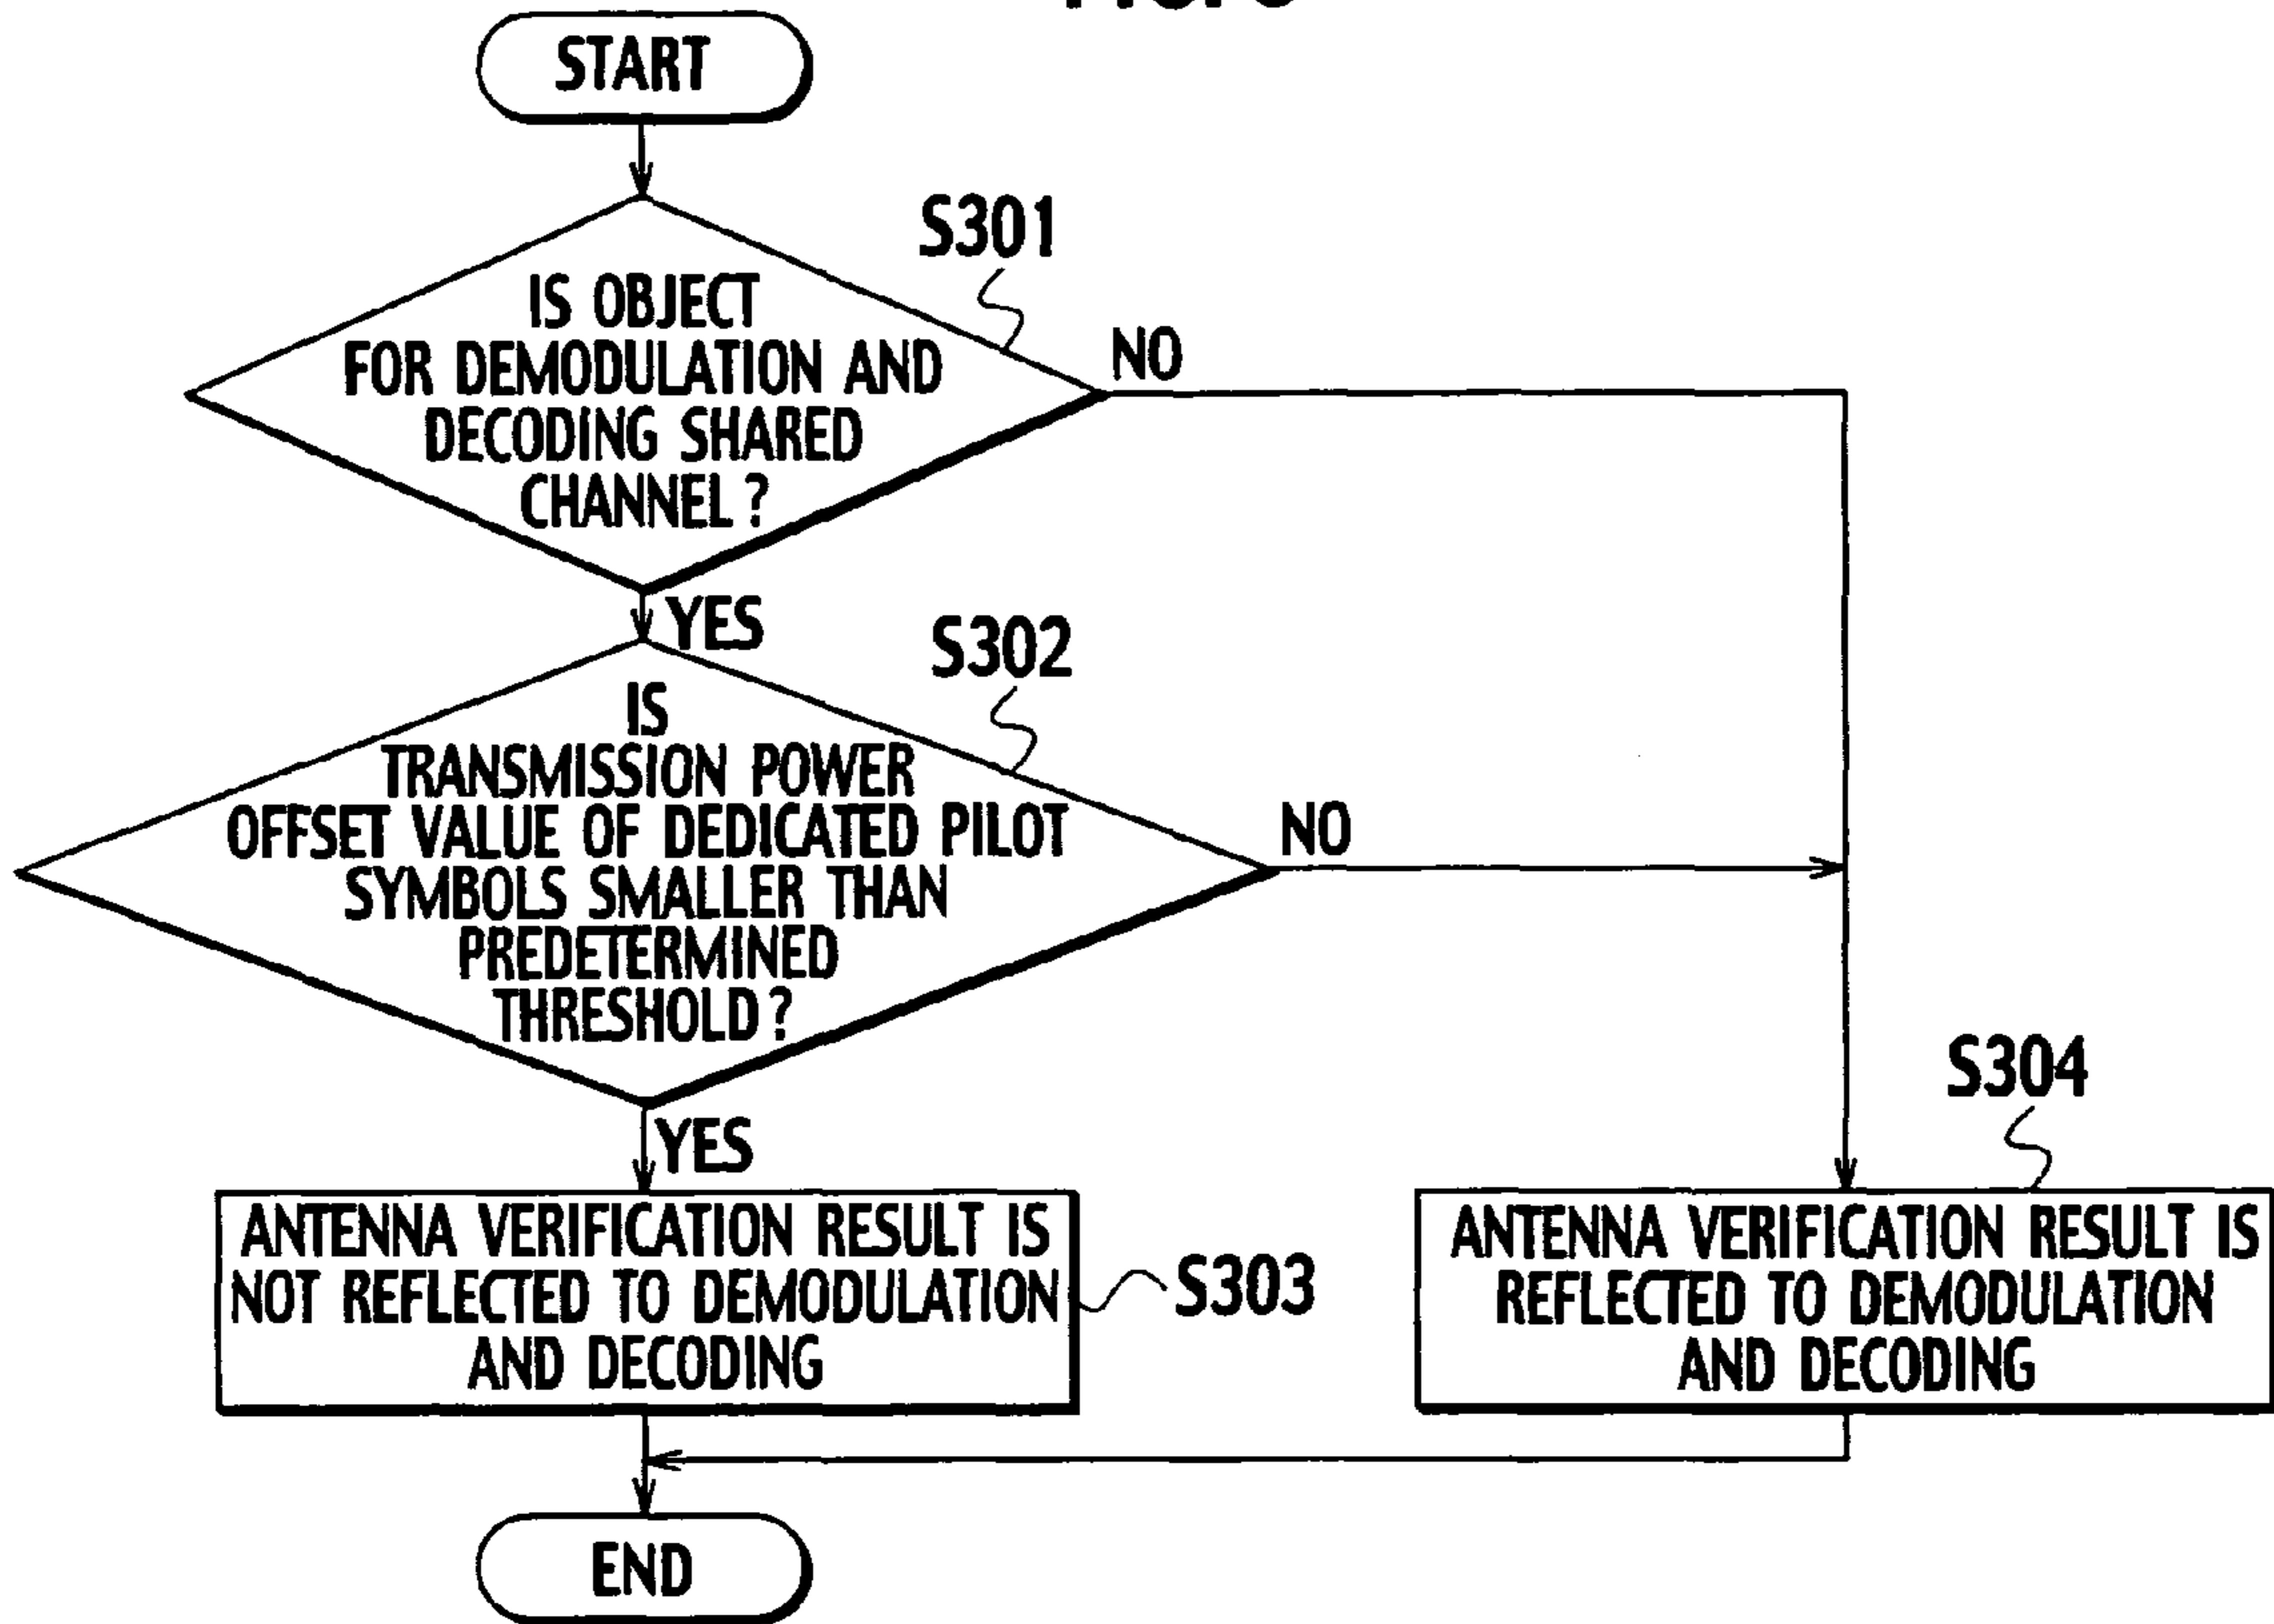 START
S301
IS OBJECT
FOR DEMODULATION AND
DECODING SHARED
CHANNEL?
NO
YES
S302
IS
TRANSMISSION POWER
OFFSET VALUE OF DEDICATED PILOT
SYMBOLS SMALLER THAN
PREDETERMINED
THRESHOLD?
NO
YES
S304
ANTENNA VERIFICATION RESULT IS
NOT REFLECTED TO DEMODULATION
AND DECODING
S303
ANTENNA VERIFICATION RESULT IS
REFLECTED TO DEMODULATION
AND DECODING
END